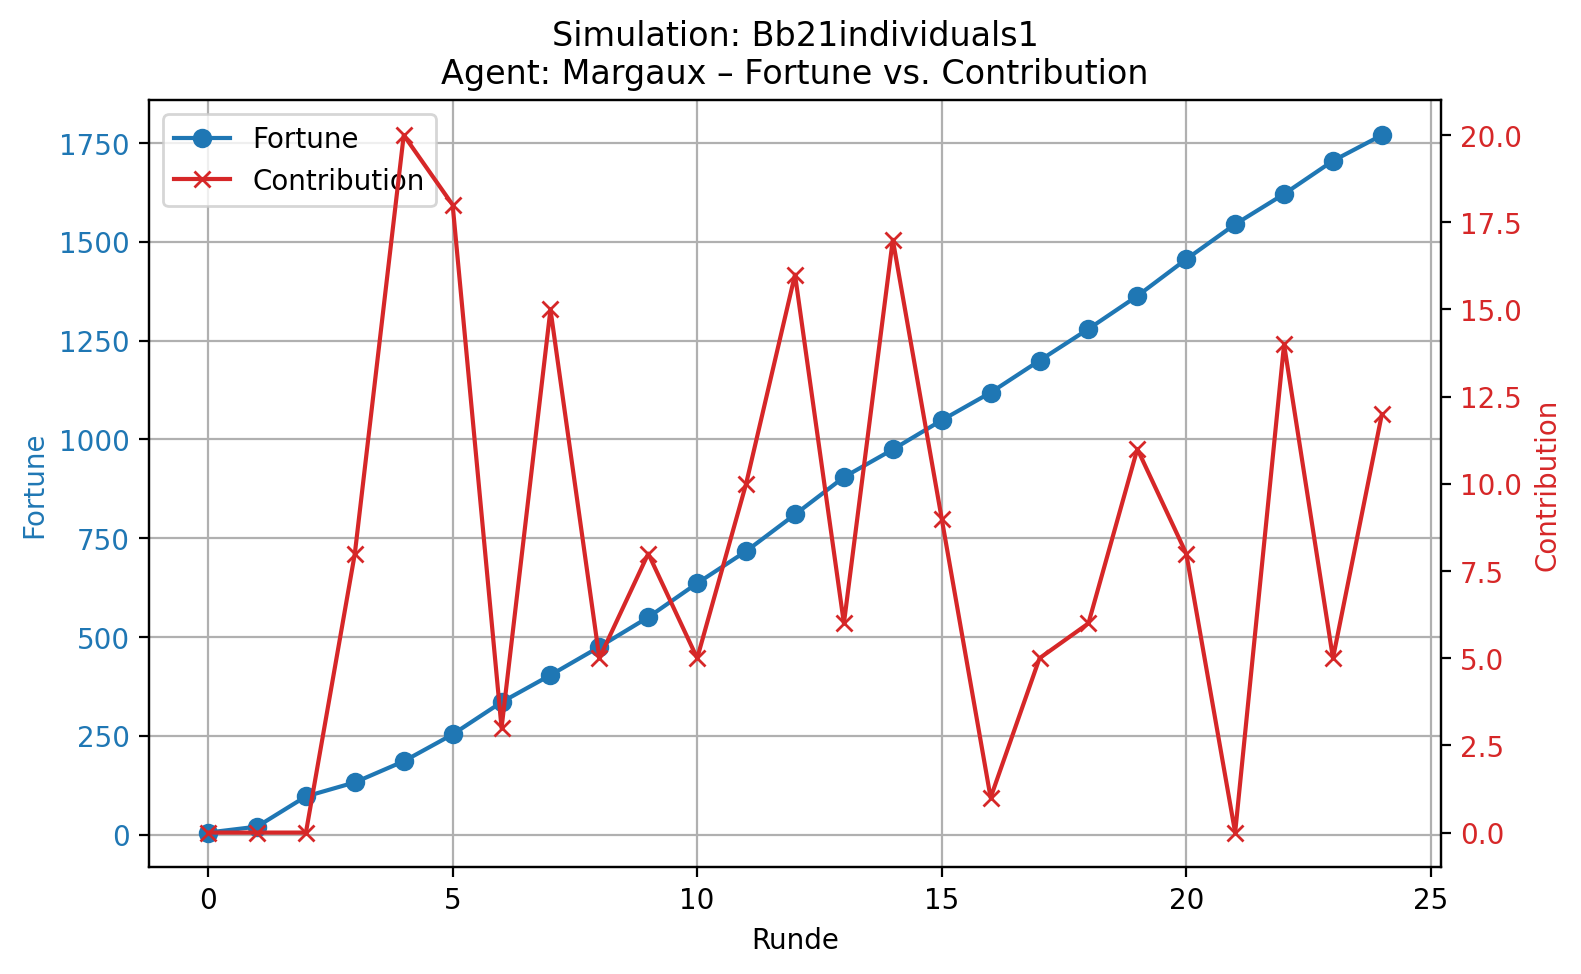 Simulation: Bb21individuals1
Agent: Margaux – Fortune vs. Contribution
Fortune
Contribution
1750
1500
1250
1000
750
500
250
0
Fortune
20.0
17.5
15.0
12.5
10.0
7.5
5.0
2.5
0.0
Contribution
0 5 10 15 20 25
Runde